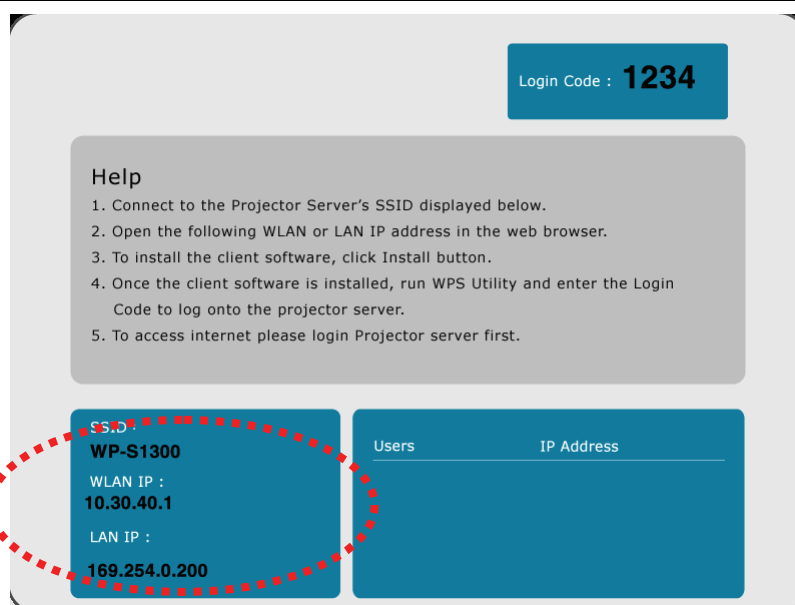 Login Code : 1234
Help
1. Connect to the Projector Server's SSID displayed below.
2. Open the following WLAN or LAN IP address in the web browser.
3. To install the client software, click Install button.
4. Once the client software is installed, run WPS Utility and enter the Login
Code to log onto the projector server.
5. To access internet please login Projector server first.
SSID :
WP-S1300
WLAN IP :
10.30.40.1
LAN IP :
169.254.0.200
Users IP Address